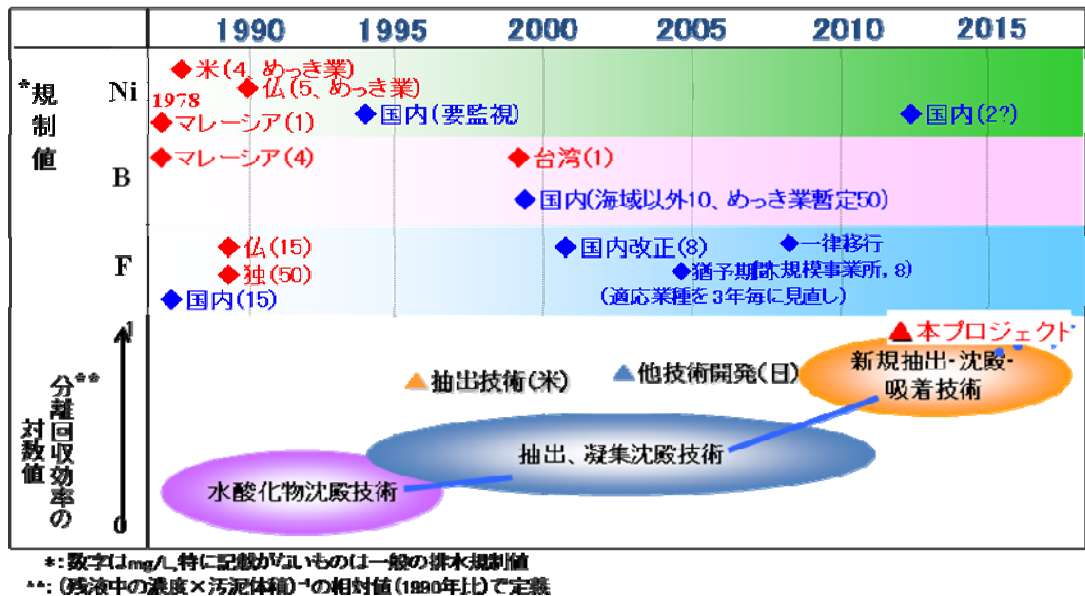 1990 1995 2000 2005 2010 2015
*規制値
Ni
米(4、めっき業)
仏(5、めっき業)
1978
マレーシア(1)
国内(要監視)
国内(2?)
B
マレーシア(4)
台湾(1)
国内(海域以外10、めっき業暫定50)
F
仏(15)
独(50)
国内(15)
国内改正(8)
一律移行
猶予期間 規模事業所, 8)
(適応業種を3年毎に見直し)
分離回収効率の**
対数値
1
0
本プロジェクト
抽出技術(米)
他技術開発(日)
新規抽出・沈殿・
吸着技術
抽出、凝集沈殿技術
水酸化物沈殿技術
*:数字はmg/L、特に記載がないものは一般の排水規制値
**:(残液中の濃度×汚泥体積)⁻¹の相対値(1990年比)で定義